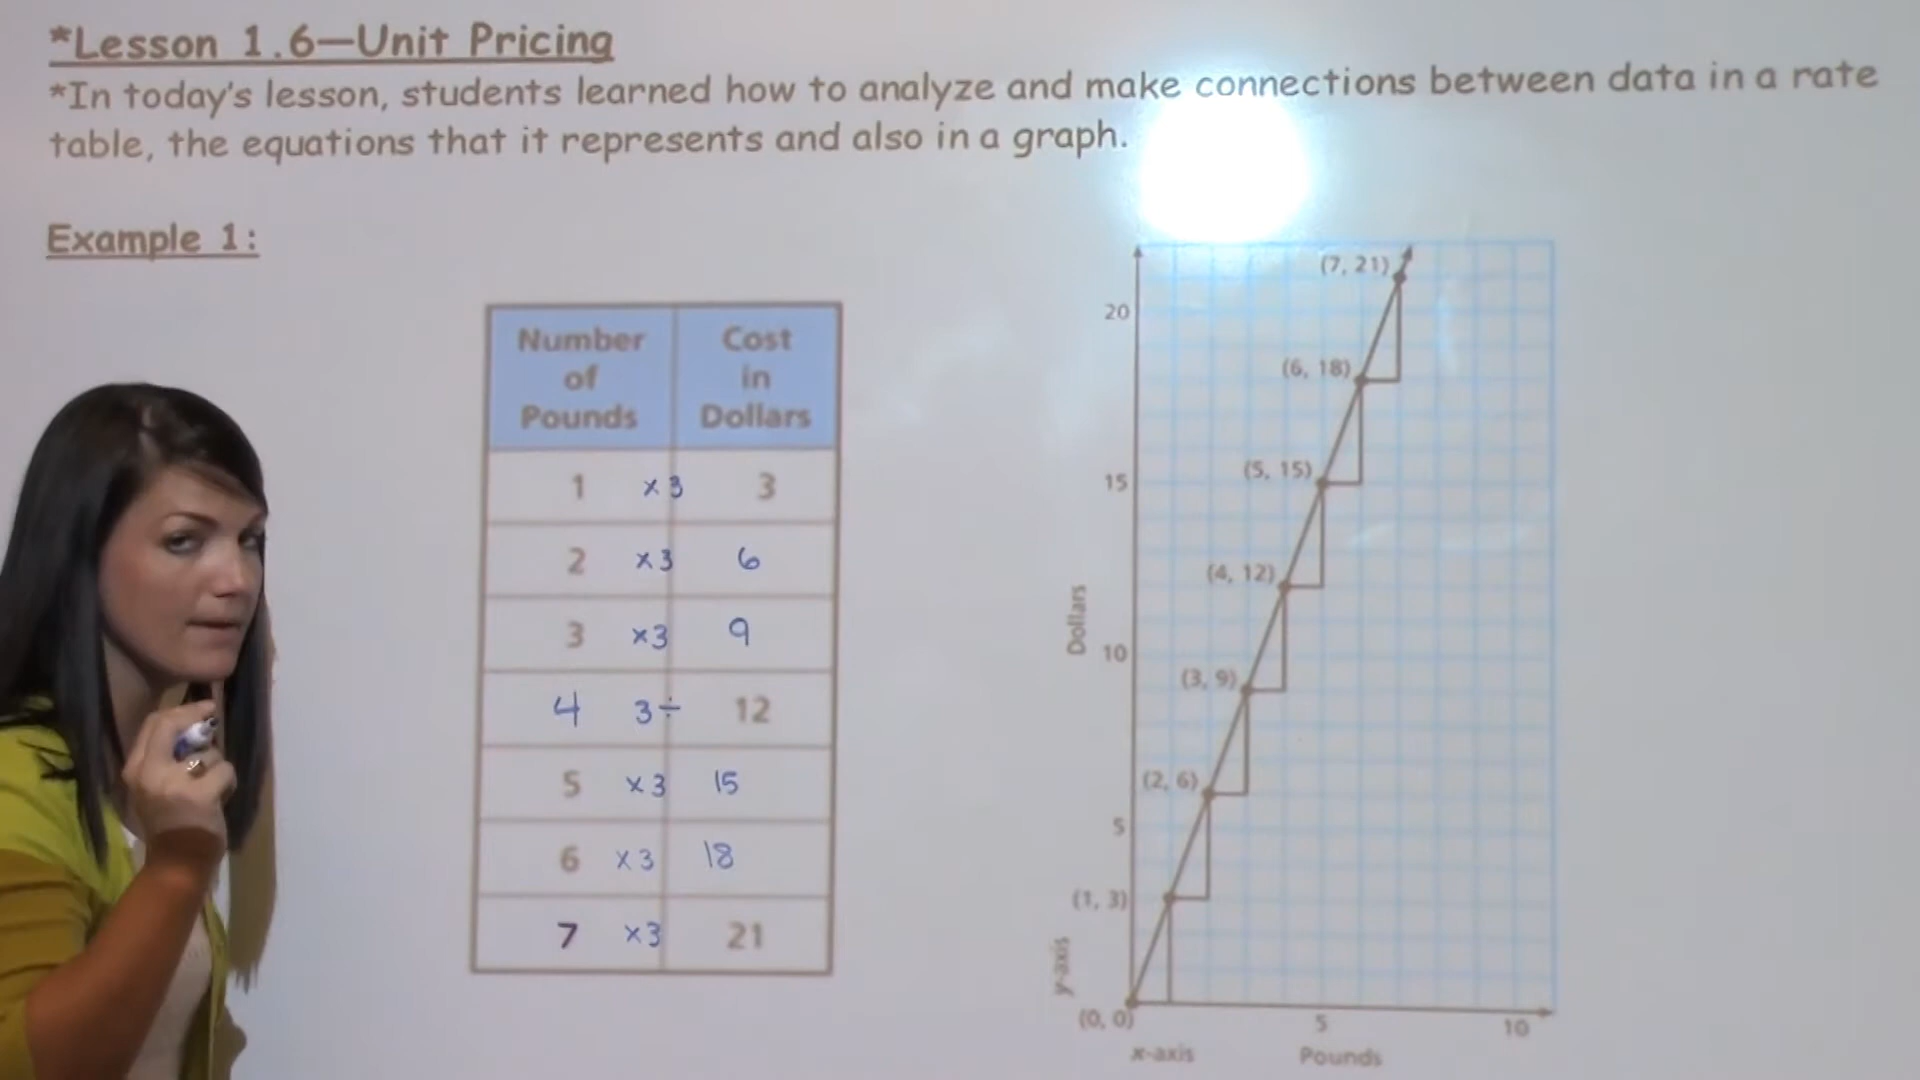 *Lesson 1.6—Unit Pricing
*In today's lesson, students learned how to analyze and make connections between data in a rate
table, the equations that it represents and also in a graph.
Example 1:
Number of Pounds
Cost in Dollars
1 ×3 3
2 ×3 6
3 ×3 9
4 3÷ 12
5 ×3 15
6 ×3 18
7 ×3 21
(7, 21)
20
(6, 18)
(5, 15)
15
(4, 12)
Dollars
10
(3, 9)
(2, 6)
5
(1, 3)
y-axis
(0, 0)
5
10
x-axis
Pounds